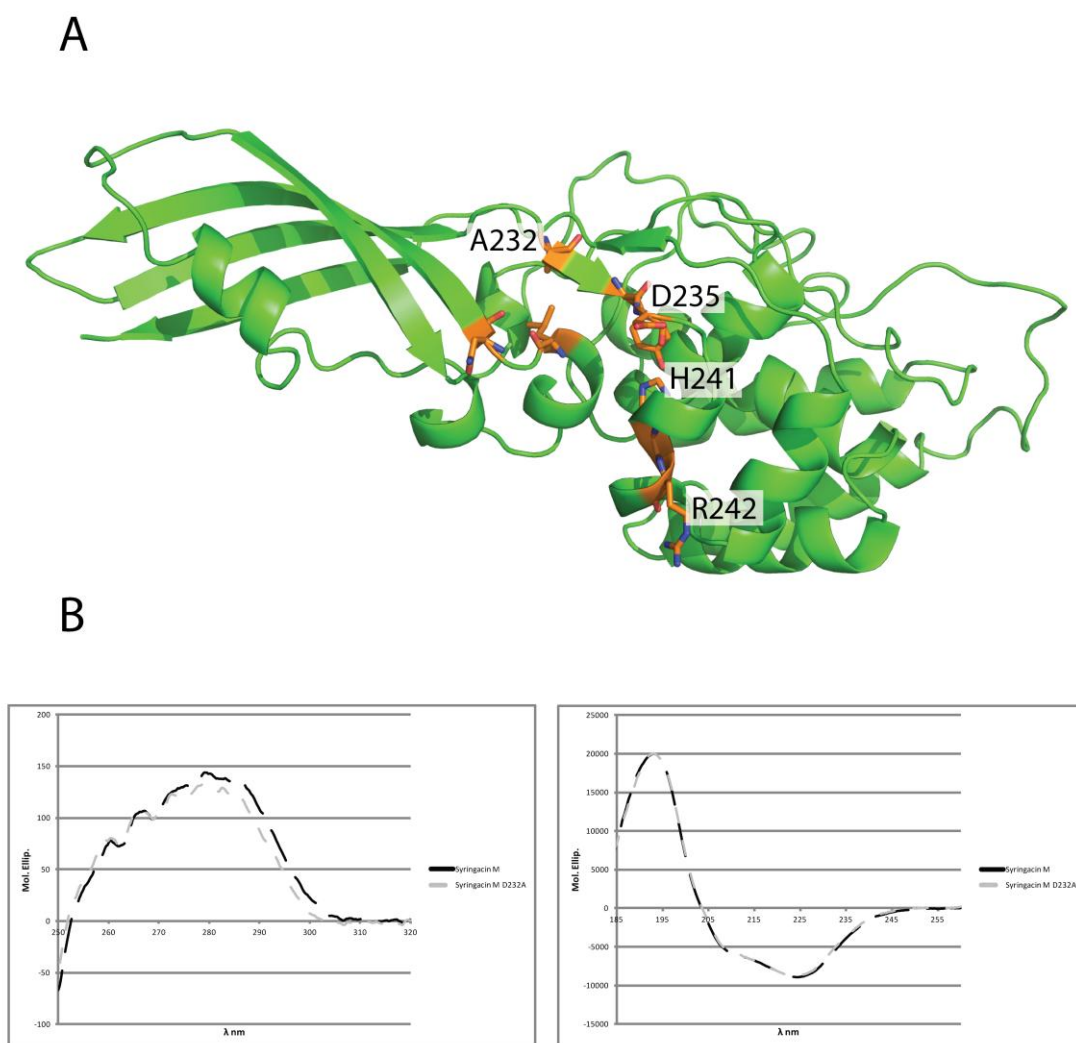 A
A232
D235
H241
R242
B
200
150
100
50
0
-50
-100
250
260
270
280
290
300
310
320
Mol. Ellip.
λ nm
Syringacin M
Syringacin M D232A
25000
20000
15000
10000
5000
0
-5000
-10000
-15000
185
195
205
215
225
235
245
255
Mol. Ellip.
λ nm
Syringacin M
Syringacin M D232A